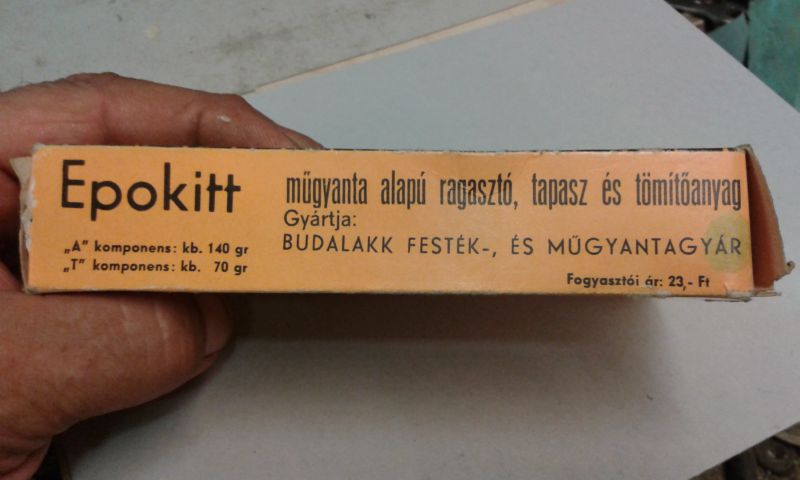 Epokitt
műgyanta alapú ragasztó, tapasz és tömítőanyag
Gyártja:
BUDALAKK FESTÉK-, ÉS MŰGYANTAGYÁR
„A” komponens: kb. 140 gr
„T” komponens: kb. 70 gr
Fogyasztói ár: 23,- Ft